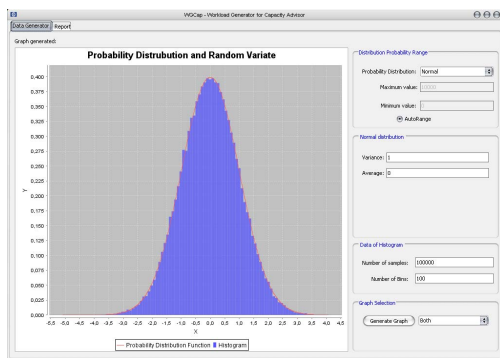 WGCap - Workload Generator for Capacity Advisor
Data Generator Report
Graph generated:
Probability Distrubution and Random Variate
Y
0,400
0,375
0,350
0,325
0,300
0,275
0,250
0,225
0,200
0,175
0,150
0,125
0,100
0,075
0,050
0,025
0,000
-5,5 -5,0 -4,5 -4,0 -3,5 -3,0 -2,5 -2,0 -1,5 -1,0 -0,5 0,0 0,5 1,0 1,5 2,0 2,5 3,0 3,5 4,0 4,5
X
Probability Distribution Function Histogram
Distribution Probability Range
Probability Distribution: Normal
Maximum value: 10000
Minimum value: 0
AutoRange
Normal distribution
Variance: 1
Average: 0
Data of Histogram
Number of samples: 100000
Number of Bins: 100
Graph Selection
Generate Graph Both